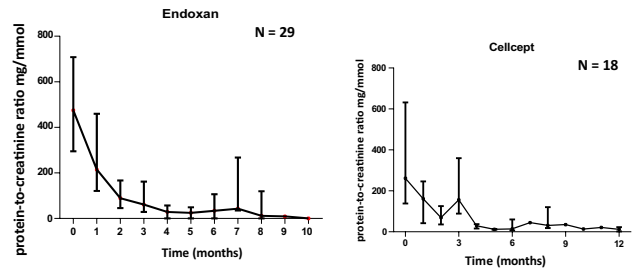 Endoxan
N = 29
protein-to-creatinine ratio mg/mmol
800
600
400
200
0
0 1 2 3 4 5 6 7 8 9 10
Time (months)
Cellcept
N = 18
protein-to-creatinine ratio mg/mmol
800
600
400
200
0
0 3 6 9 12
Time (months)